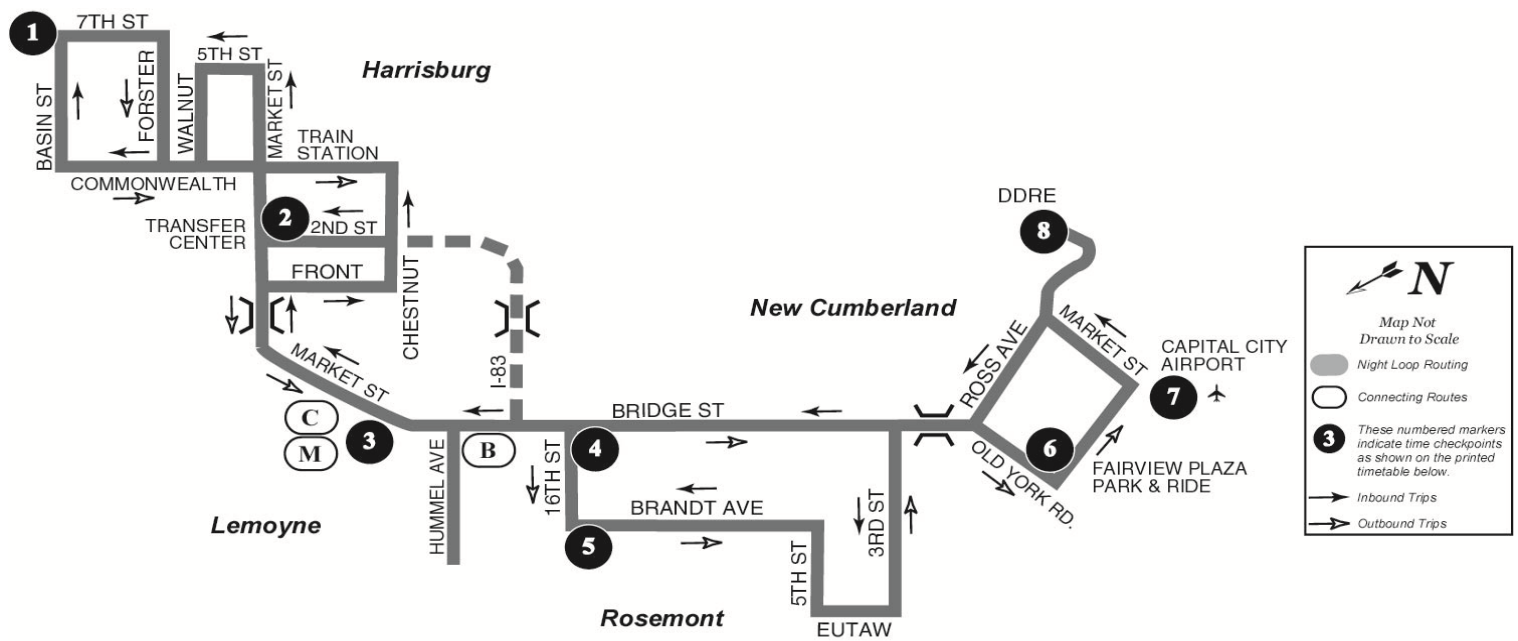 1
7TH ST
5TH ST
BASIN ST
FORSTER
WALNUT
MARKET ST
Harrisburg
TRAIN
STATION
COMMONWEALTH
TRANSFER
CENTER
2
2ND ST
FRONT
CHESTNUT
I-83
MARKET ST
C
M
3
B
HUMMEL AVE
Lemoyne
BRIDGE ST
4
16TH ST
5
BRANDT AVE
5TH ST
EUTAW
3RD ST
Rosemont
New Cumberland
DDRE
8
ROSS AVE
MARKET ST
CAPITAL CITY
AIRPORT
7
6
OLD YORK RD.
FAIRVIEW PLAZA
PARK & RIDE
N
Map Not
Drawn to Scale
Night Loop Routing
Connecting Routes
3
These numbered markers
indicate time checkpoints
as shown on the printed
timetable below.
Inbound Trips
Outbound Trips